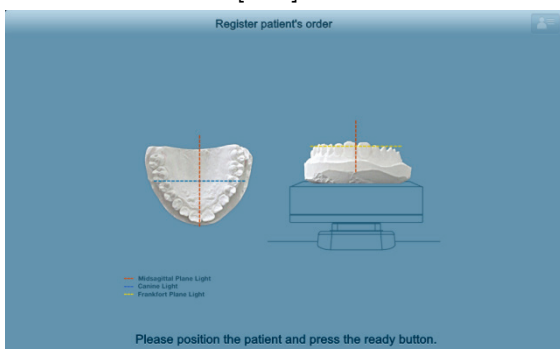 Register patient's order
Midsagittal Plane Light
Canine Light
Frankfort Plane Light
Please position the patient and press the ready button.